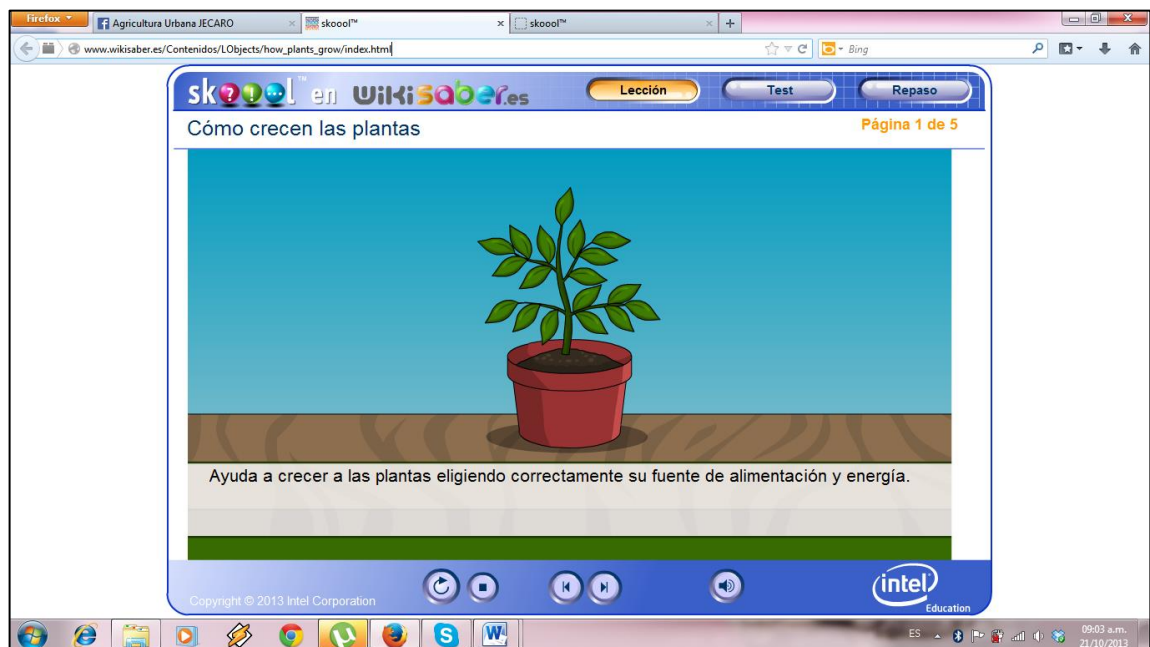 Firefox
Agricultura Urbana JECARO
skoool™
skoool™
www.wikisaber.es/Contenidos/LObjects/how_plants_grow/index.html
Bing
skoool™ en wikisaber.es
Lección
Test
Repaso
Cómo crecen las plantas
Página 1 de 5
Ayuda a crecer a las plantas eligiendo correctamente su fuente de alimentación y energía.
Copyright © 2013 Intel Corporation
intel
Education
ES
09:03 a.m.
21/10/2013